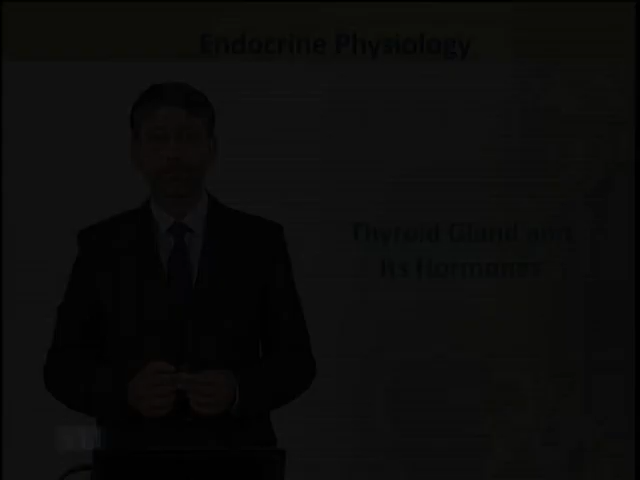 Endocrine Physiology
Thyroid Gland and
Its Hormones